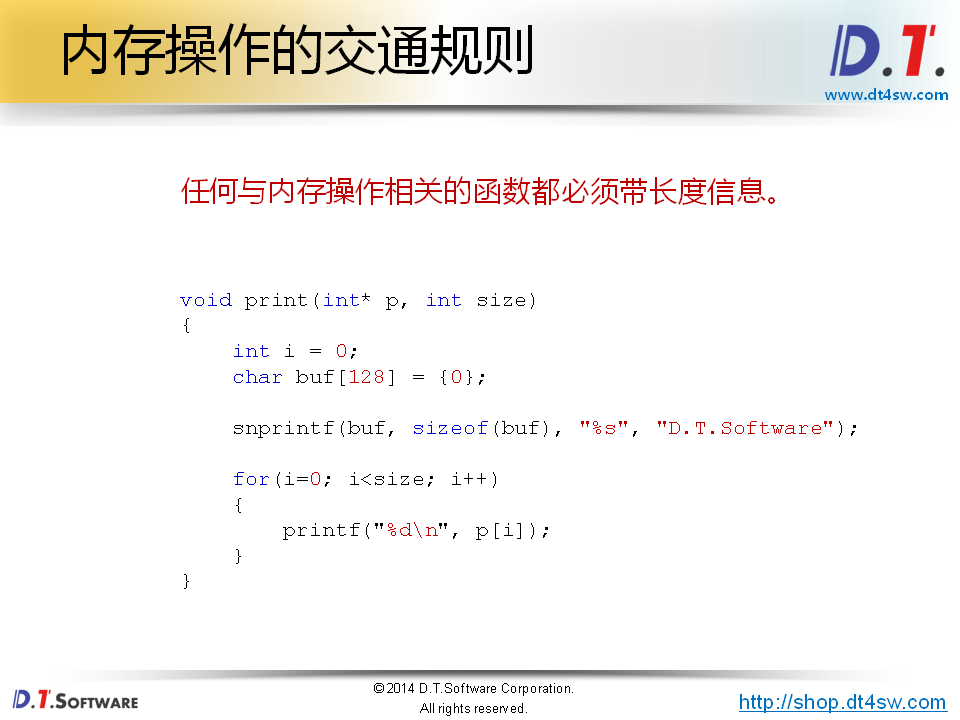 内存操作的交通规则
D.T.
www.dt4sw.com
任何与内存操作相关的函数都必须带长度信息。
void print(int* p, int size)
{
    int i = 0;
    char buf[128] = {0};
    snprintf(buf, sizeof(buf), "%s", "D.T.Software");
    for(i=0; i<size; i++)
    {
        printf("%d\n", p[i]);
    }
}
D.T.SOFTWARE
©2014 D.T.Software Corporation.
All rights reserved.
http://shop.dt4sw.com